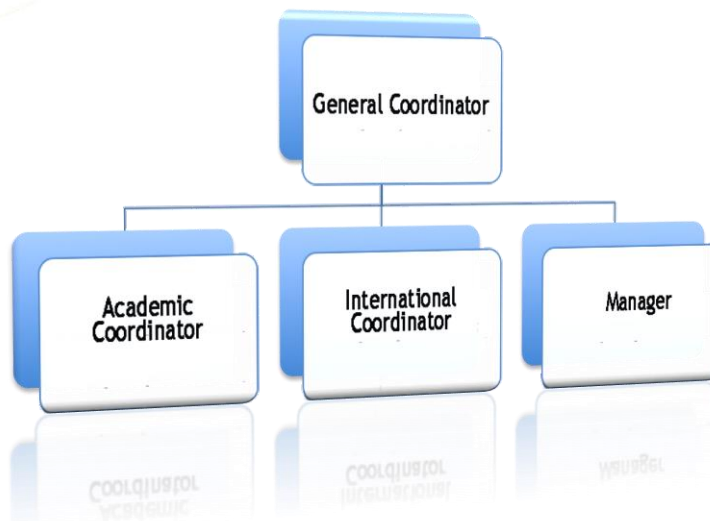 General Coordinator
Academic
Coordinator
International
Coordinator
Manager